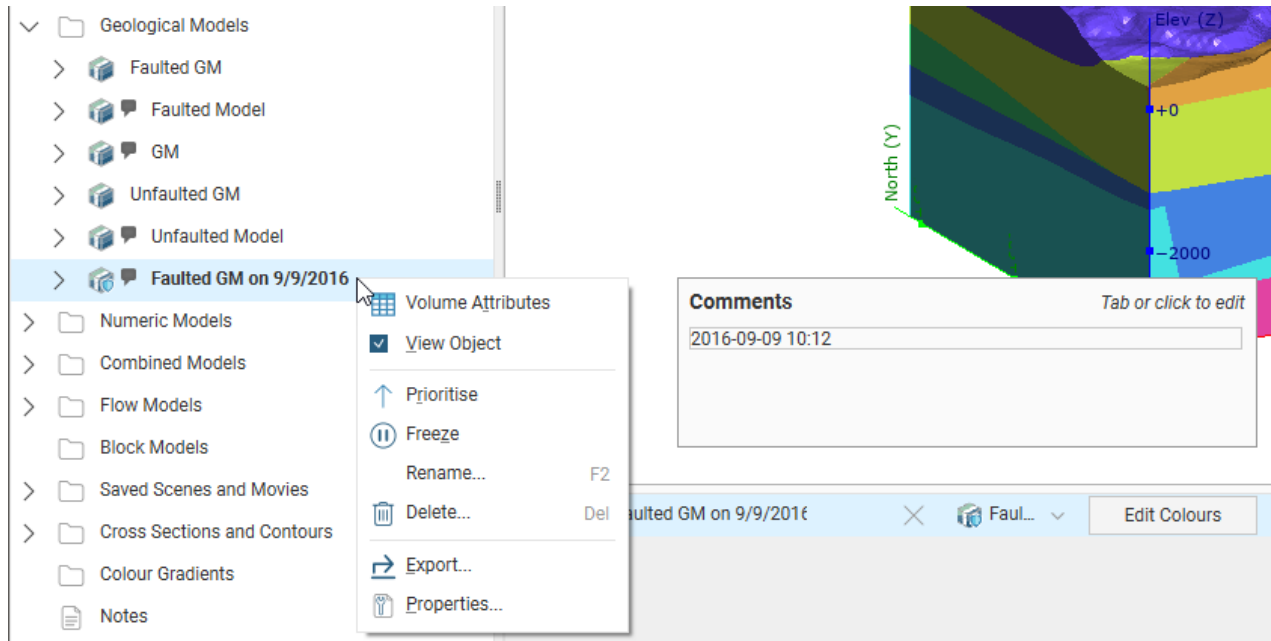 Geological Models
Faulted GM
Faulted Model
GM
Unfaulted GM
Unfaulted Model
Faulted GM on 9/9/2016
Numeric Models
Combined Models
Flow Models
Block Models
Saved Scenes and Movies
Cross Sections and Contours
Colour Gradients
Notes
Volume Attributes
View Object
Prioritise
Freeze
Rename... F2
Delete... Del
Export...
Properties...
Elev (Z)
+0
North (Y)
−2000
Comments Tab or click to edit
2016-09-09 10:12
aulted GM on 9/9/2016 Faul... Edit Colours